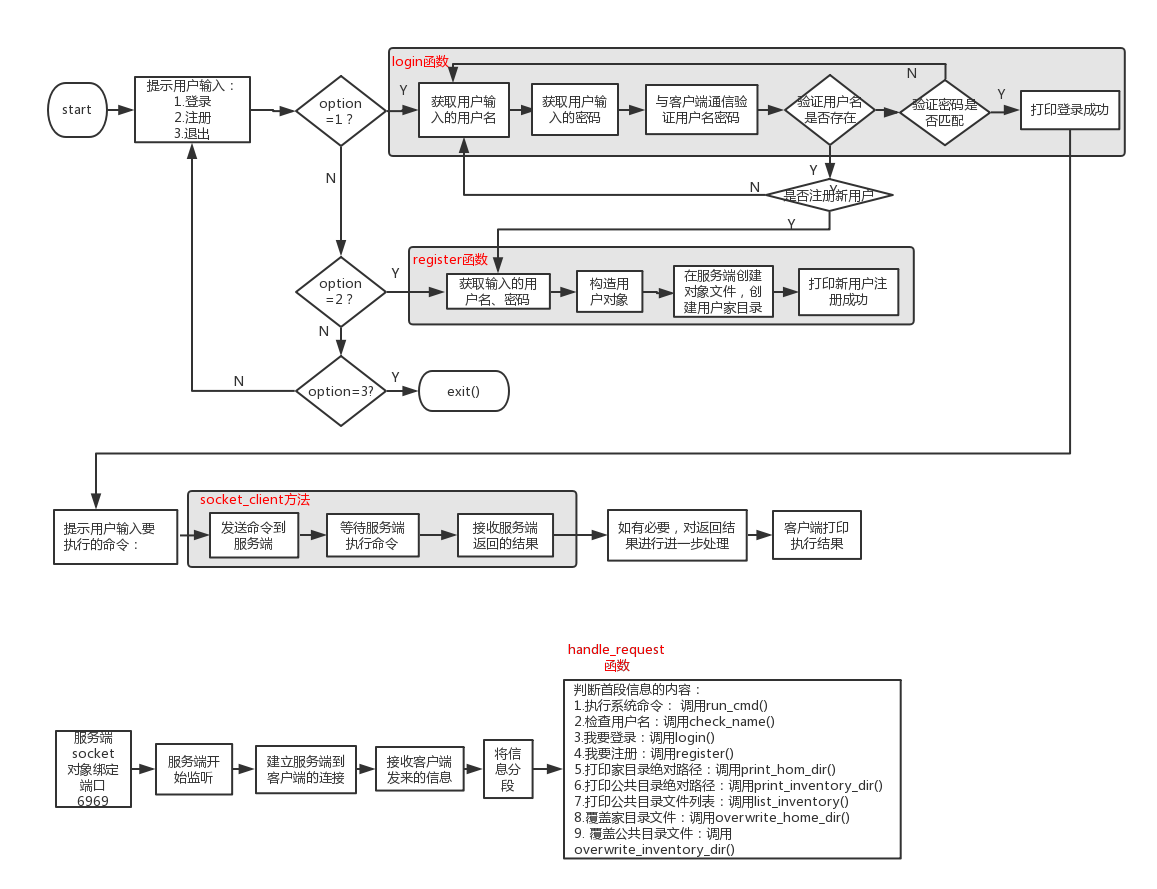 login函数
start
提示用户输入：
1.登录
2.注册
3.退出
option
=1 ?
Y
获取用户输
入的用户名
获取用户输
入的密码
与客户端通信验
证用户名密码
验证用户名
是否存在
N
验证密码是
否匹配
Y
打印登录成功
N
Y
Y
是否注册新用户
N
Y
register函数
option
=2 ?
Y
获取输入的用
户名、密码
构造用
户对象
在服务端创建
对象文件，创
建用户家目录
打印新用户注
册成功
N
option=3?
N
Y
exit()
socket_client方法
提示用户输入要
执行的命令：
发送命令到
服务端
等待服务端
执行命令
接收服务端
返回的结果
如有必要，对返回结
果进行进一步处理
客户端打印
执行结果
handle_request
函数
服务端
socket
对象绑定
端口
6969
服务端开
始监听
建立服务端到
客户端的连接
接收客户端
发来的信息
将信
息分
段
判断首段信息的内容：
1.执行系统命令： 调用run_cmd()
2.检查用户名：调用check_name()
3.我要登录：调用login()
4.我要注册：调用register()
5.打印家目录绝对路径：调用print_hom_dir()
6.打印公共目录绝对路径：调用print_inventory_dir()
7.打印公共目录文件列表：调用list_inventory()
8.覆盖家目录文件：调用overwrite_home_dir()
9. 覆盖公共目录文件：调用
overwrite_inventory_dir()